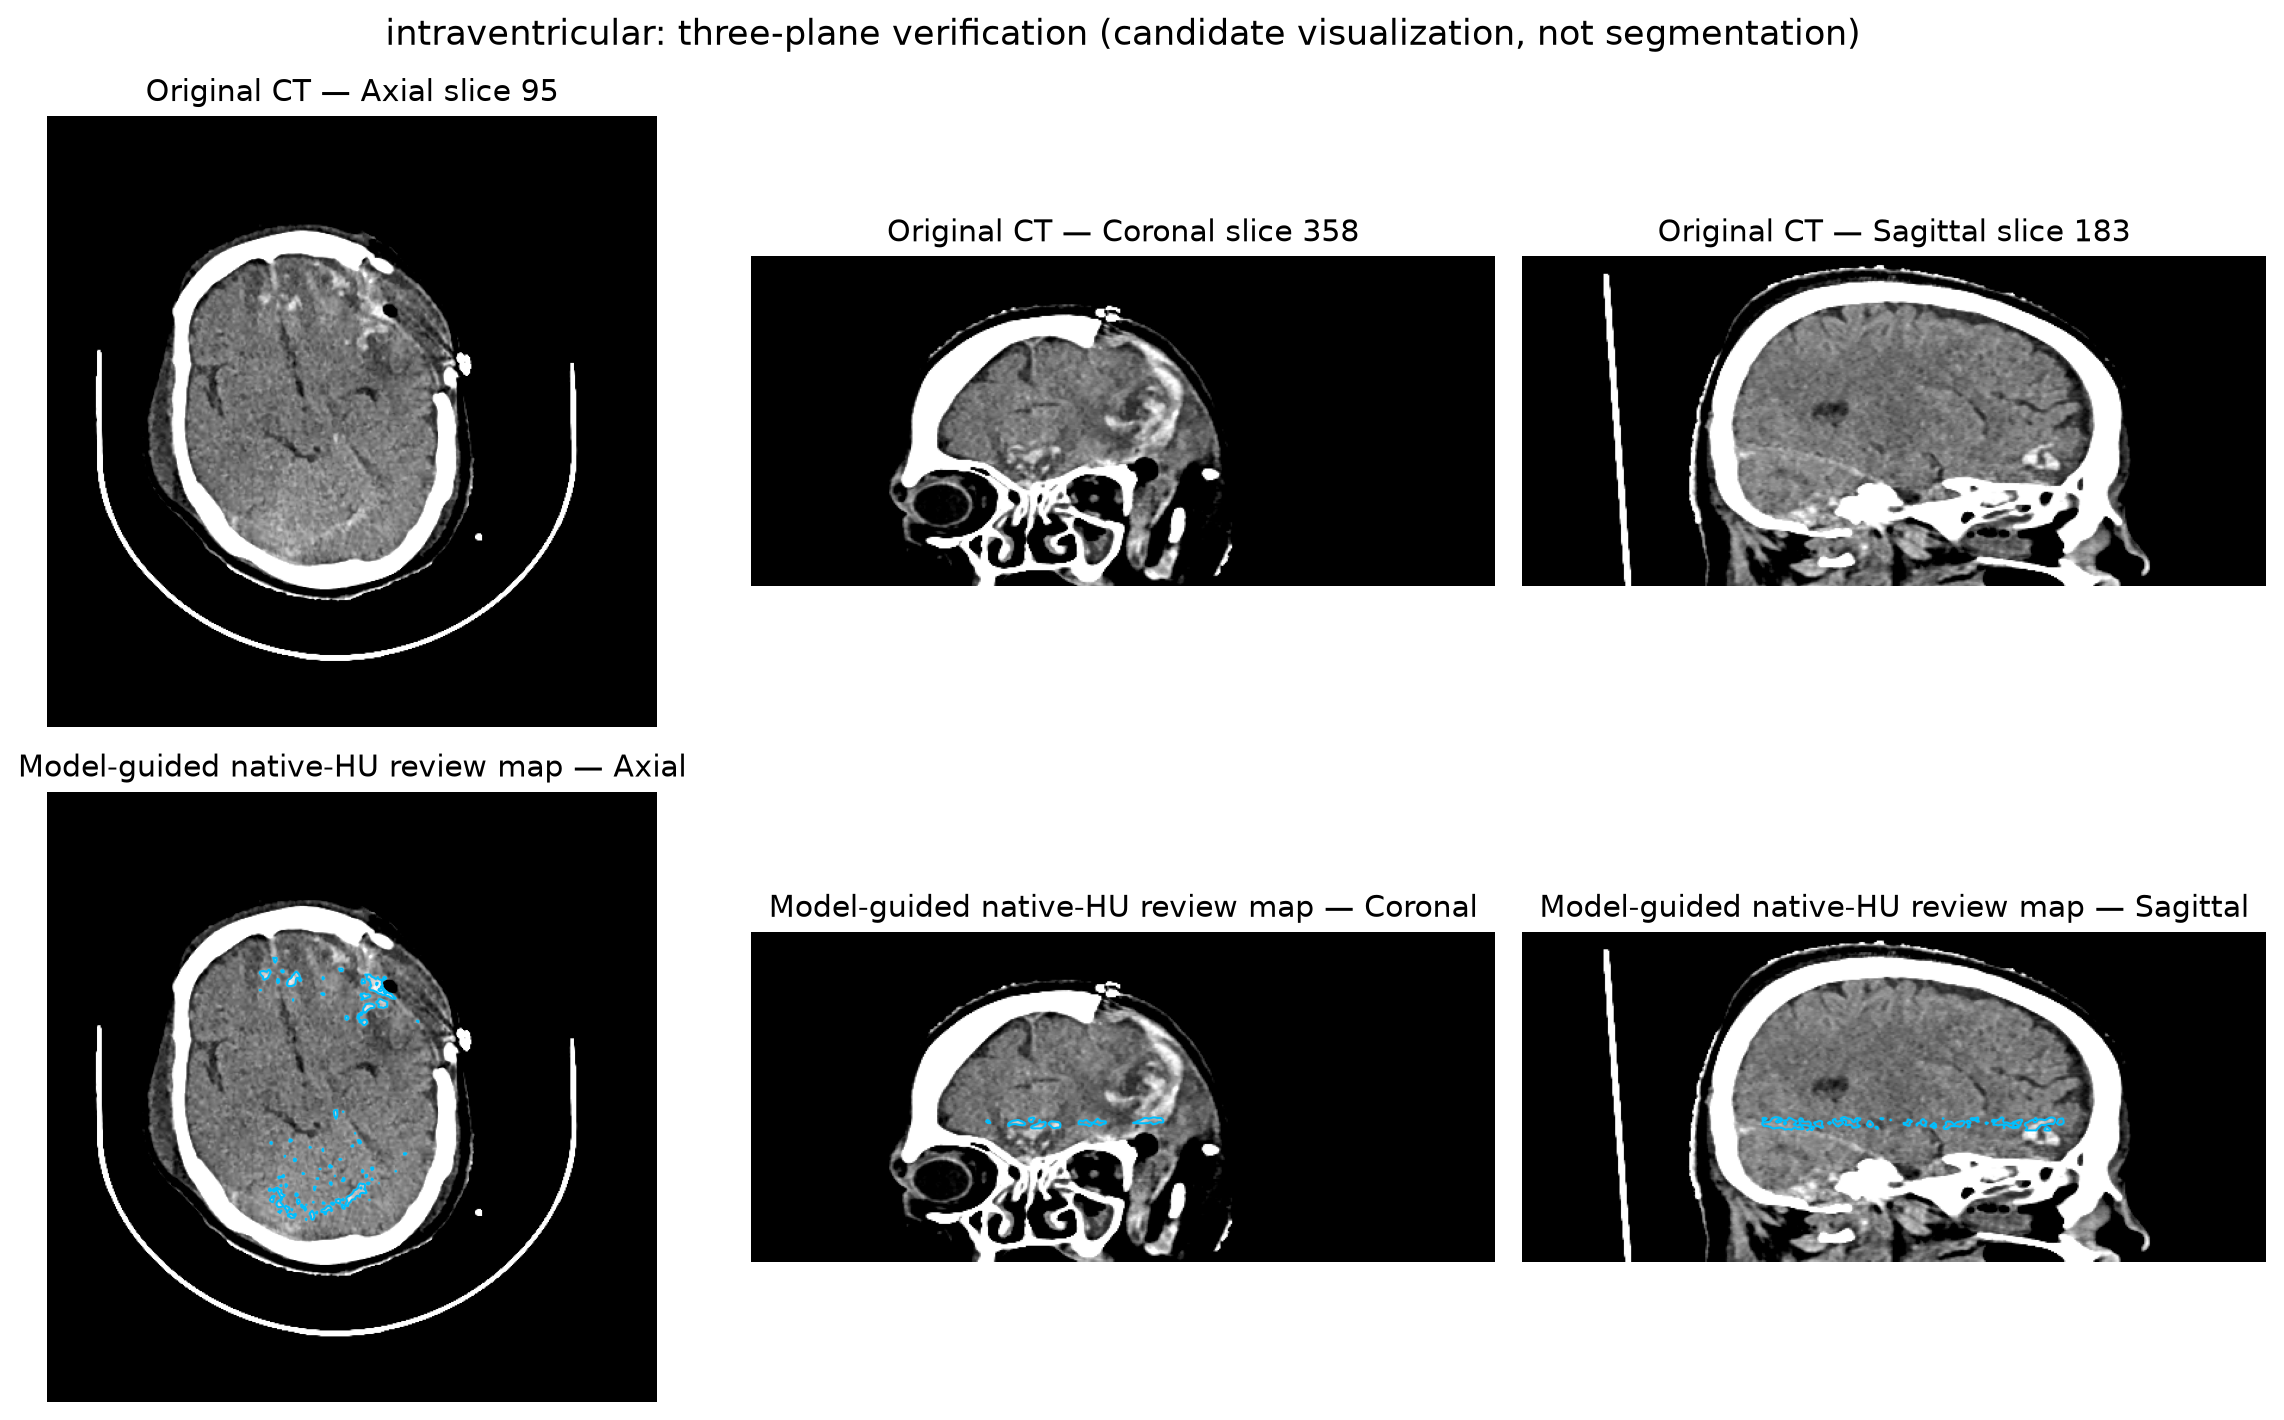 intraventricular: three-plane verification (candidate visualization, not segmentation)
Original CT — Axial slice 95
Original CT — Coronal slice 358
Original CT — Sagittal slice 183
Model-guided native-HU review map — Axial
Model-guided native-HU review map — Coronal
Model-guided native-HU review map — Sagittal